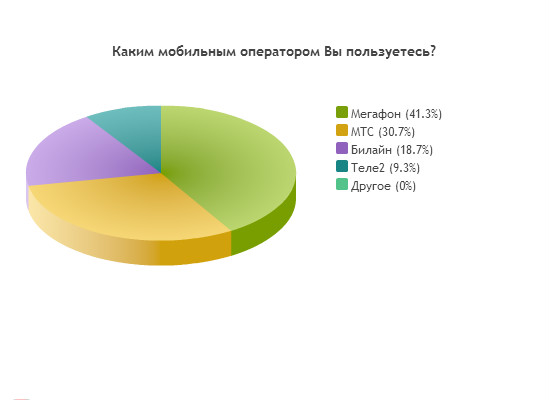 Каким мобильным оператором Вы пользуетесь?
Мегафон (41.3%)
МТС (30.7%)
Билайн (18.7%)
Теле2 (9.3%)
Другое (0%)